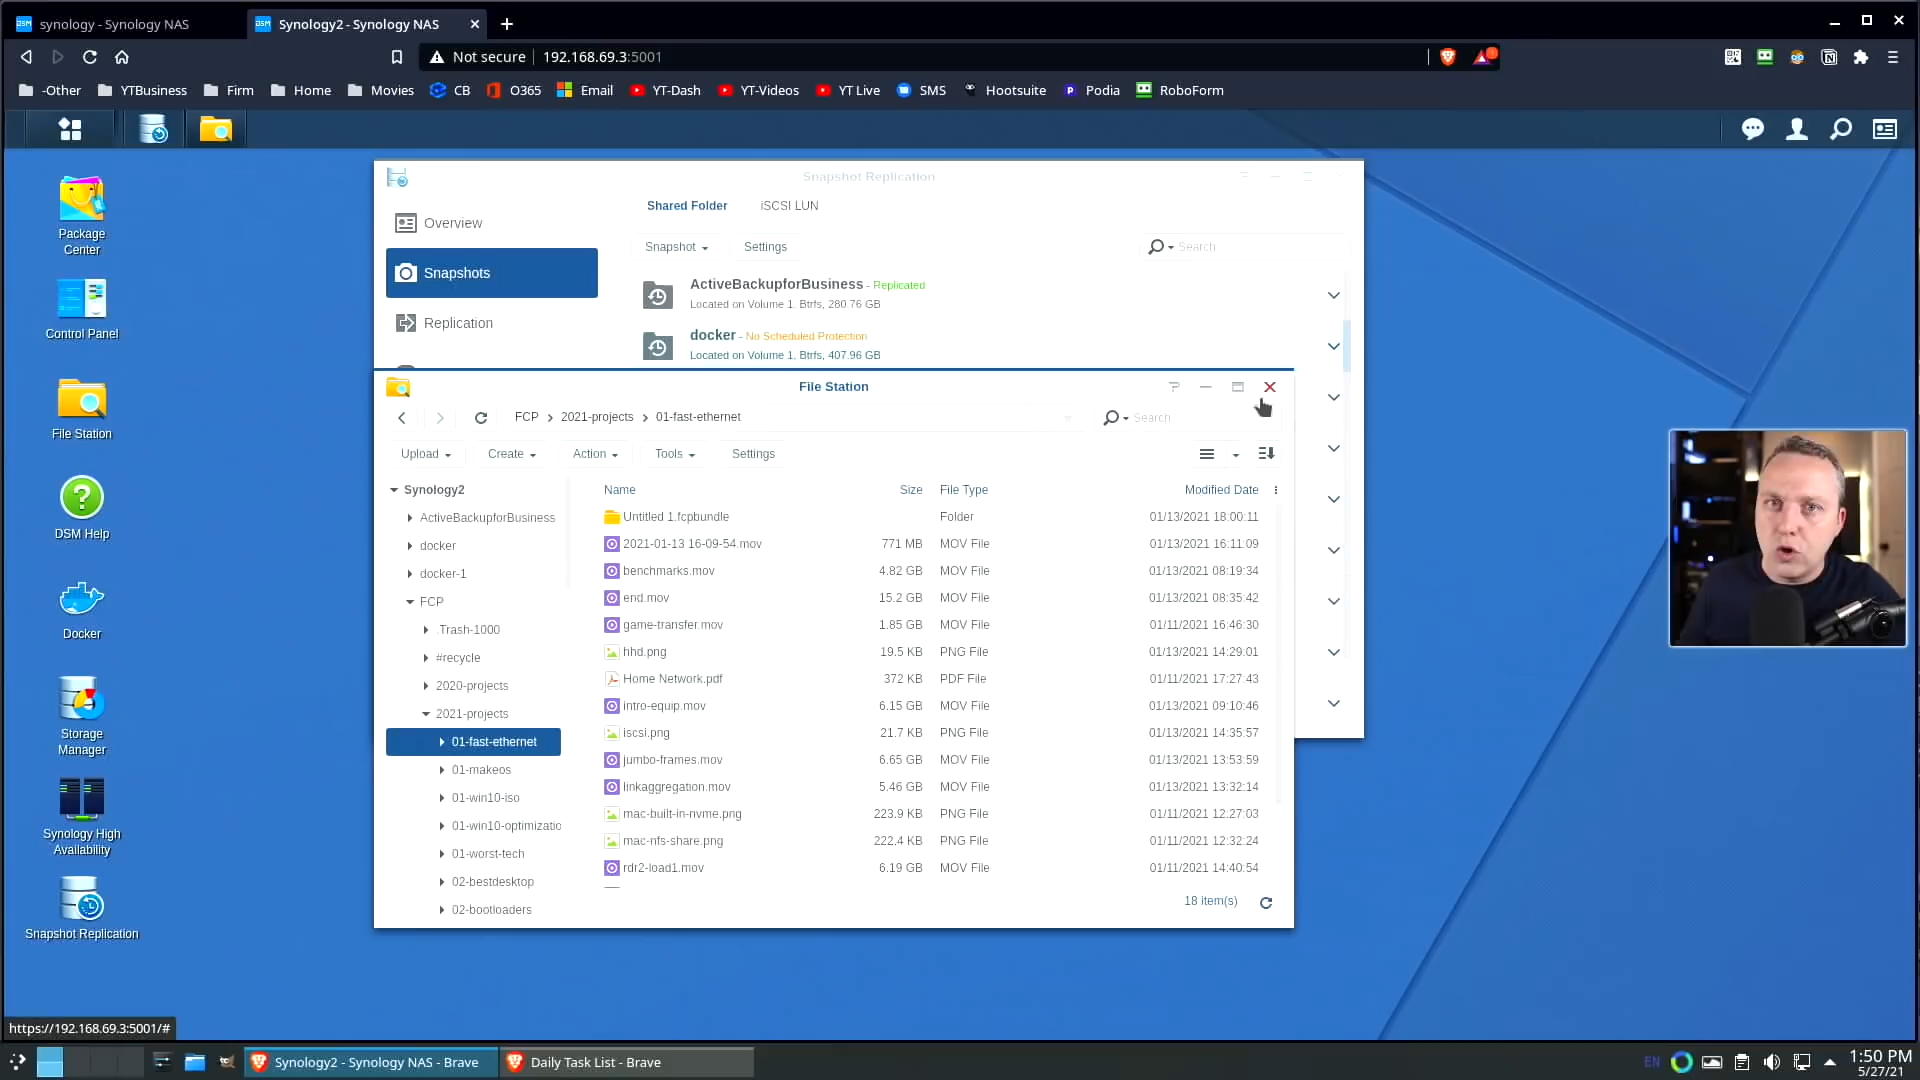 synology - Synology NAS
Synology2 - Synology NAS
Not secure
192.168.69.3:5001
-Other
YTBusiness
Firm
Home
Movies
CB
O365
Email
YT-Dash
YT-Videos
YT Live
SMS
Hootsuite
Podia
RoboForm
Package
Center
Control Panel
File Station
DSM Help
Docker
Storage
Manager
Synology High
Availability
Snapshot Replication
Snapshot Replication
Overview
Snapshots
Replication
Shared Folder
iSCSI LUN
Snapshot
Settings
Search
ActiveBackupforBusiness - Replicated
Located on Volume 1, Btrfs, 280.76 GB
docker - No Scheduled Protection
Located on Volume 1, Btrfs, 407.96 GB
File Station
FCP > 2021-projects > 01-fast-ethernet
Search
Upload
Create
Action
Tools
Settings
Synology2
ActiveBackupforBusiness
docker
docker-1
FCP
.Trash-1000
#recycle
2020-projects
2021-projects
01-fast-ethernet
01-makeos
01-win10-iso
01-win10-optimizatio
01-worst-tech
02-bestdesktop
02-bootloaders
Name Size File Type Modified Date
Untitled 1.fcpbundle Folder 01/13/2021 18:00:11
2021-01-13 16-09-54.mov 771 MB MOV File 01/13/2021 16:11:09
benchmarks.mov 4.82 GB MOV File 01/13/2021 08:19:34
end.mov 15.2 GB MOV File 01/13/2021 08:35:42
game-transfer.mov 1.85 GB MOV File 01/11/2021 16:46:30
hhd.png 19.5 KB PNG File 01/13/2021 14:29:01
Home Network.pdf 372 KB PDF File 01/11/2021 17:27:43
intro-equip.mov 6.15 GB MOV File 01/13/2021 09:10:46
iscsi.png 21.7 KB PNG File 01/13/2021 14:35:57
jumbo-frames.mov 6.65 GB MOV File 01/13/2021 13:53:59
linkaggregation.mov 5.46 GB MOV File 01/13/2021 13:32:14
mac-built-in-nvme.png 223.9 KB PNG File 01/11/2021 12:27:03
mac-nfs-share.png 222.4 KB PNG File 01/11/2021 12:32:24
rdr2-load1.mov 6.19 GB MOV File 01/11/2021 14:40:54
18 item(s)
https://192.168.69.3:5001/#
Synology2 - Synology NAS - Brave
Daily Task List - Brave
EN
1:50 PM
5/27/21